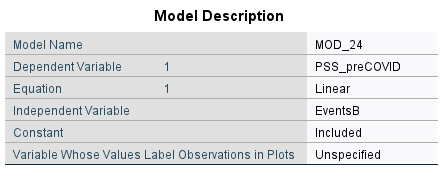 Model Description
Model Name MOD_24
Dependent Variable 1 PSS_preCOVID
Equation 1 Linear
Independent Variable EventsB
Constant Included
Variable Whose Values Label Observations in Plots Unspecified